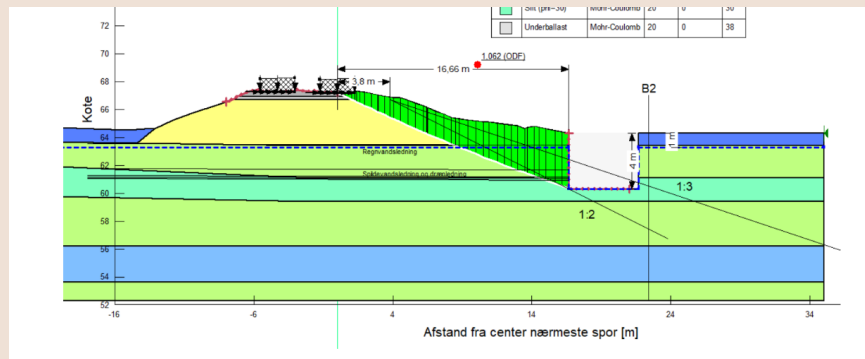 Silt (phi=30) Mohr-Coulomb 20 0 30
Underballast Mohr-Coulomb 20 0 38
1.062 (ODF)
16,66 m
3,8 m
B2
72
70
68
66
64
62
60
58
56
54
52
Kote
Regnvandsledning
Spildevandsledning og drænledning
4 m
1 m
1:3
1:2
-16 -6 4 14 24 34
Afstand fra center nærmeste spor [m]